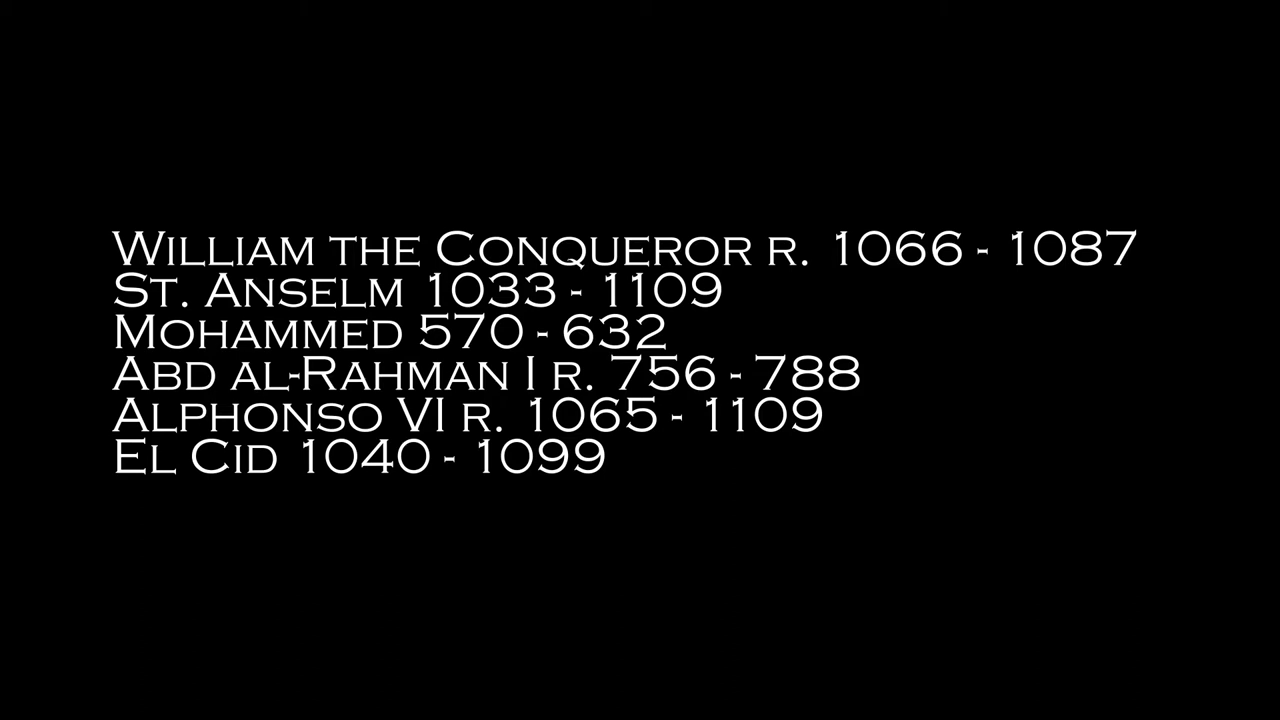 William the Conqueror r. 1066 - 1087
St. Anselm 1033 - 1109
Mohammed 570 - 632
Abd al-Rahman I r. 756 - 788
Alphonso VI r. 1065 - 1109
El Cid 1040 - 1099